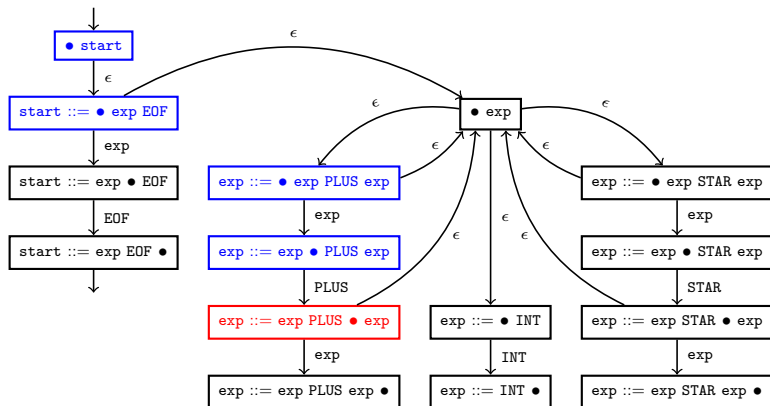 ● start
ϵ
ϵ
start ::= ● exp EOF
● exp
ϵ
ϵ
exp
ϵ
ϵ
start ::= exp ● EOF
exp ::= ● exp PLUS exp
exp ::= ● exp STAR exp
EOF
exp
ϵ
exp
start ::= exp EOF ●
exp ::= exp ● PLUS exp
ϵ
ϵ
exp ::= exp ● STAR exp
PLUS
STAR
exp ::= exp PLUS ● exp
exp ::= ● INT
exp ::= exp STAR ● exp
exp
INT
exp
exp ::= exp PLUS exp ●
exp ::= INT ●
exp ::= exp STAR exp ●